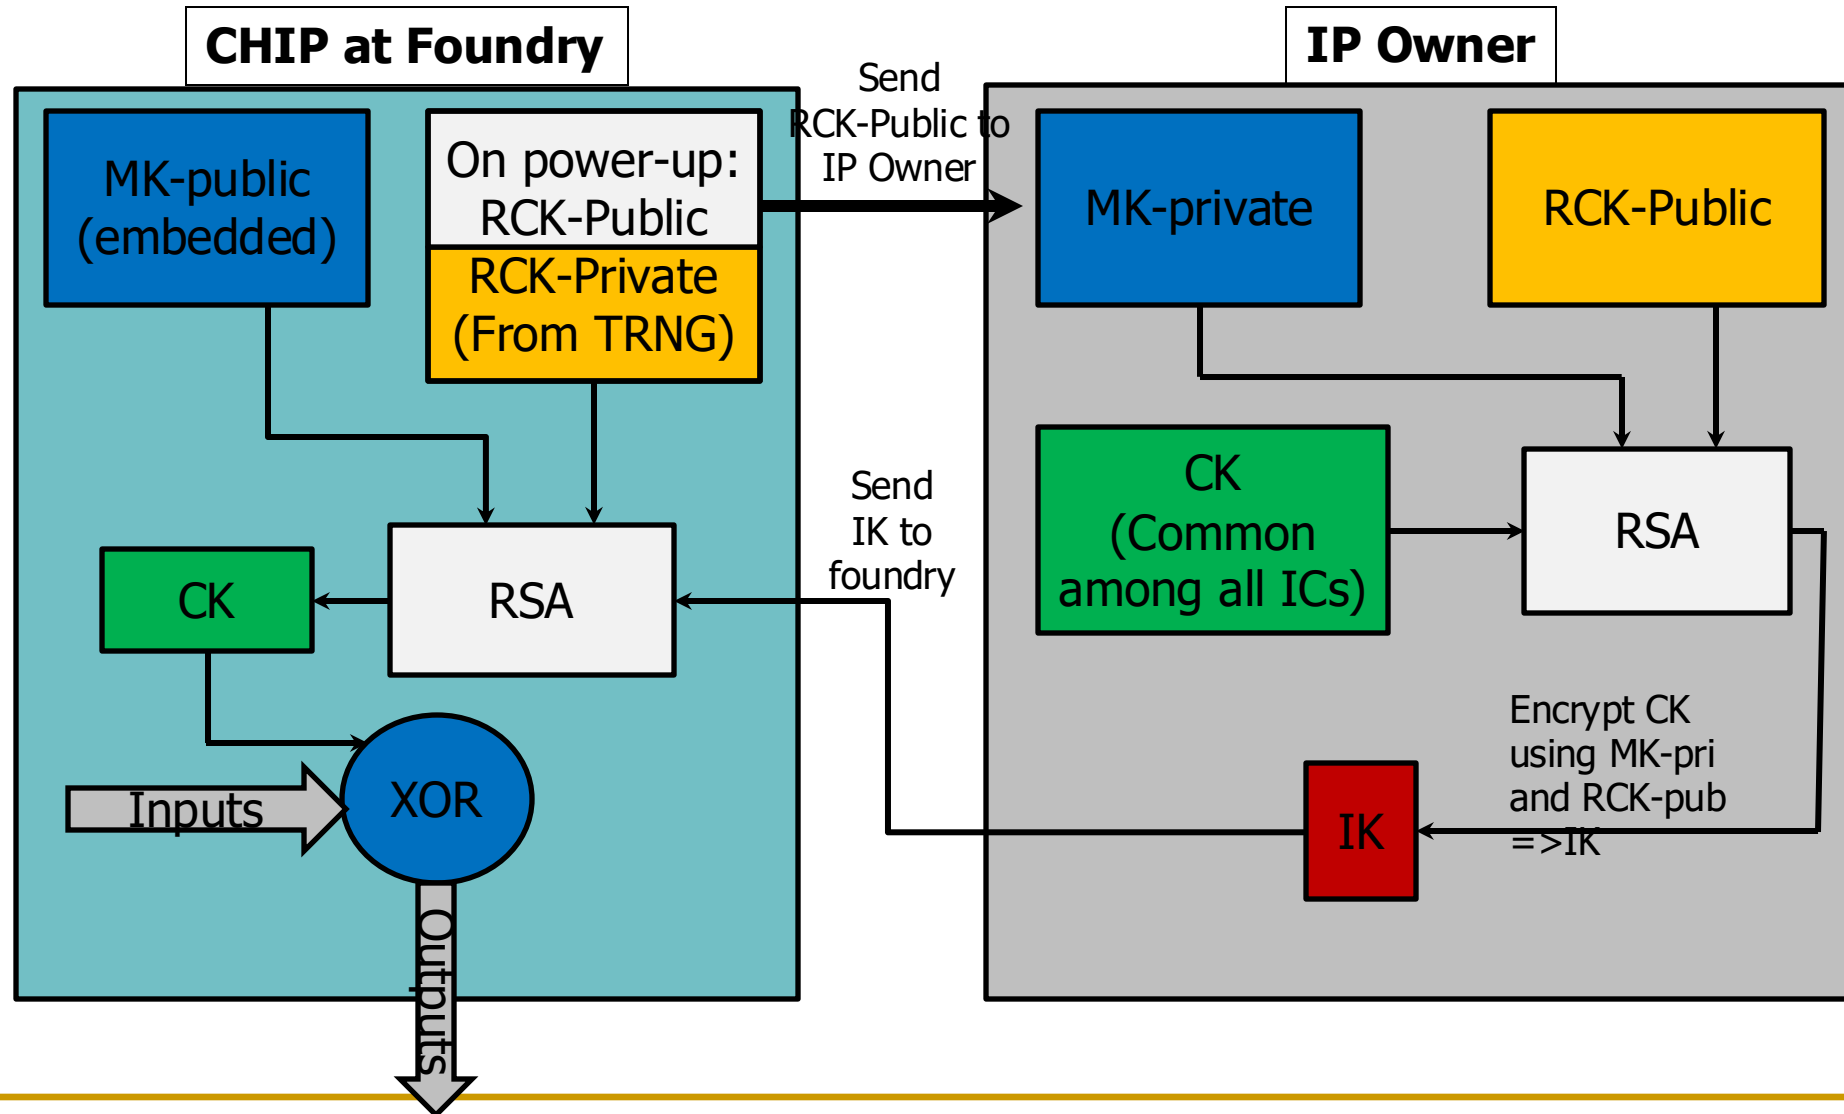 CHIP at Foundry
MK-public
(embedded)
On power-up:
RCK-Public
RCK-Private
(From TRNG)
CK
RSA
Inputs
XOR
Outputs
Send
RCK-Public to
IP Owner
Send
IK to
foundry
IP Owner
MK-private
RCK-Public
CK
(Common
among all ICs)
RSA
Encrypt CK
using MK-pri
and RCK-pub
=>IK
IK